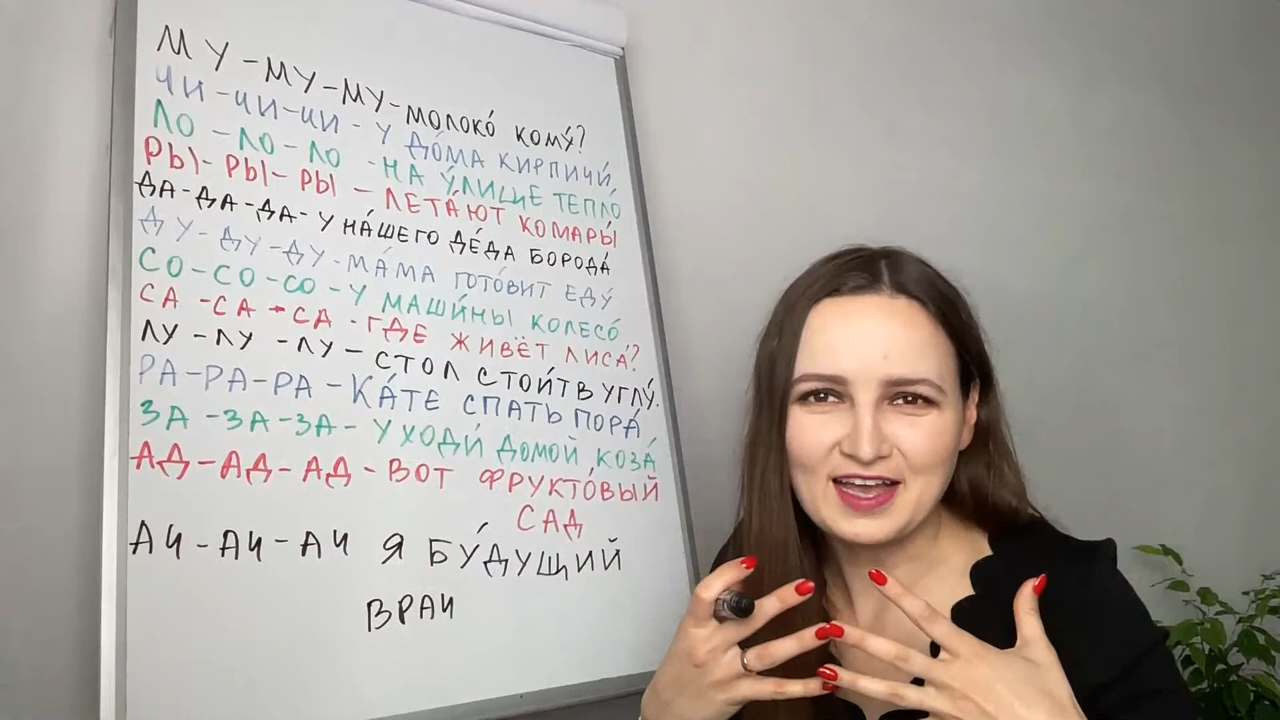 МУ-МУ-МУ-МОЛОКО́ КОМУ́?
ЧИ-ЧИ-ЧИ-У ДО́МА КИРПИЧИ́,
ЛО-ЛО-ЛО-НА У́ЛИЦЕ ТЕПЛО́
РЫ-РЫ-РЫ-ЛЕТА́ЮТ КОМАРЫ́
ДА-ДА-ДА-У НА́ШЕГО ДЕ́ДА БОРОДА́
ДУ-ДУ-ДУ-МА́МА ГОТО́ВИТ ЕДУ́
СО-СО-СО-У МАШИ́НЫ КОЛЕСО́
СА-СА-СА-ГДЕ ЖИВЁТ ЛИСА́?
ЛУ-ЛУ-ЛУ-СТОЛ СТОИ́Т В УГЛУ́.
РА-РА-РА-КА́ТЕ СПАТЬ ПОРА́
ЗА-ЗА-ЗА-УХОДИ́ ДОМОЙ, КОЗА́
АД-АД-АД-ВОТ ФРУКТО́ВЫЙ
САД
АЧ-АЧ-АЧ Я БУ́ДУЩИЙ
ВРАЧ